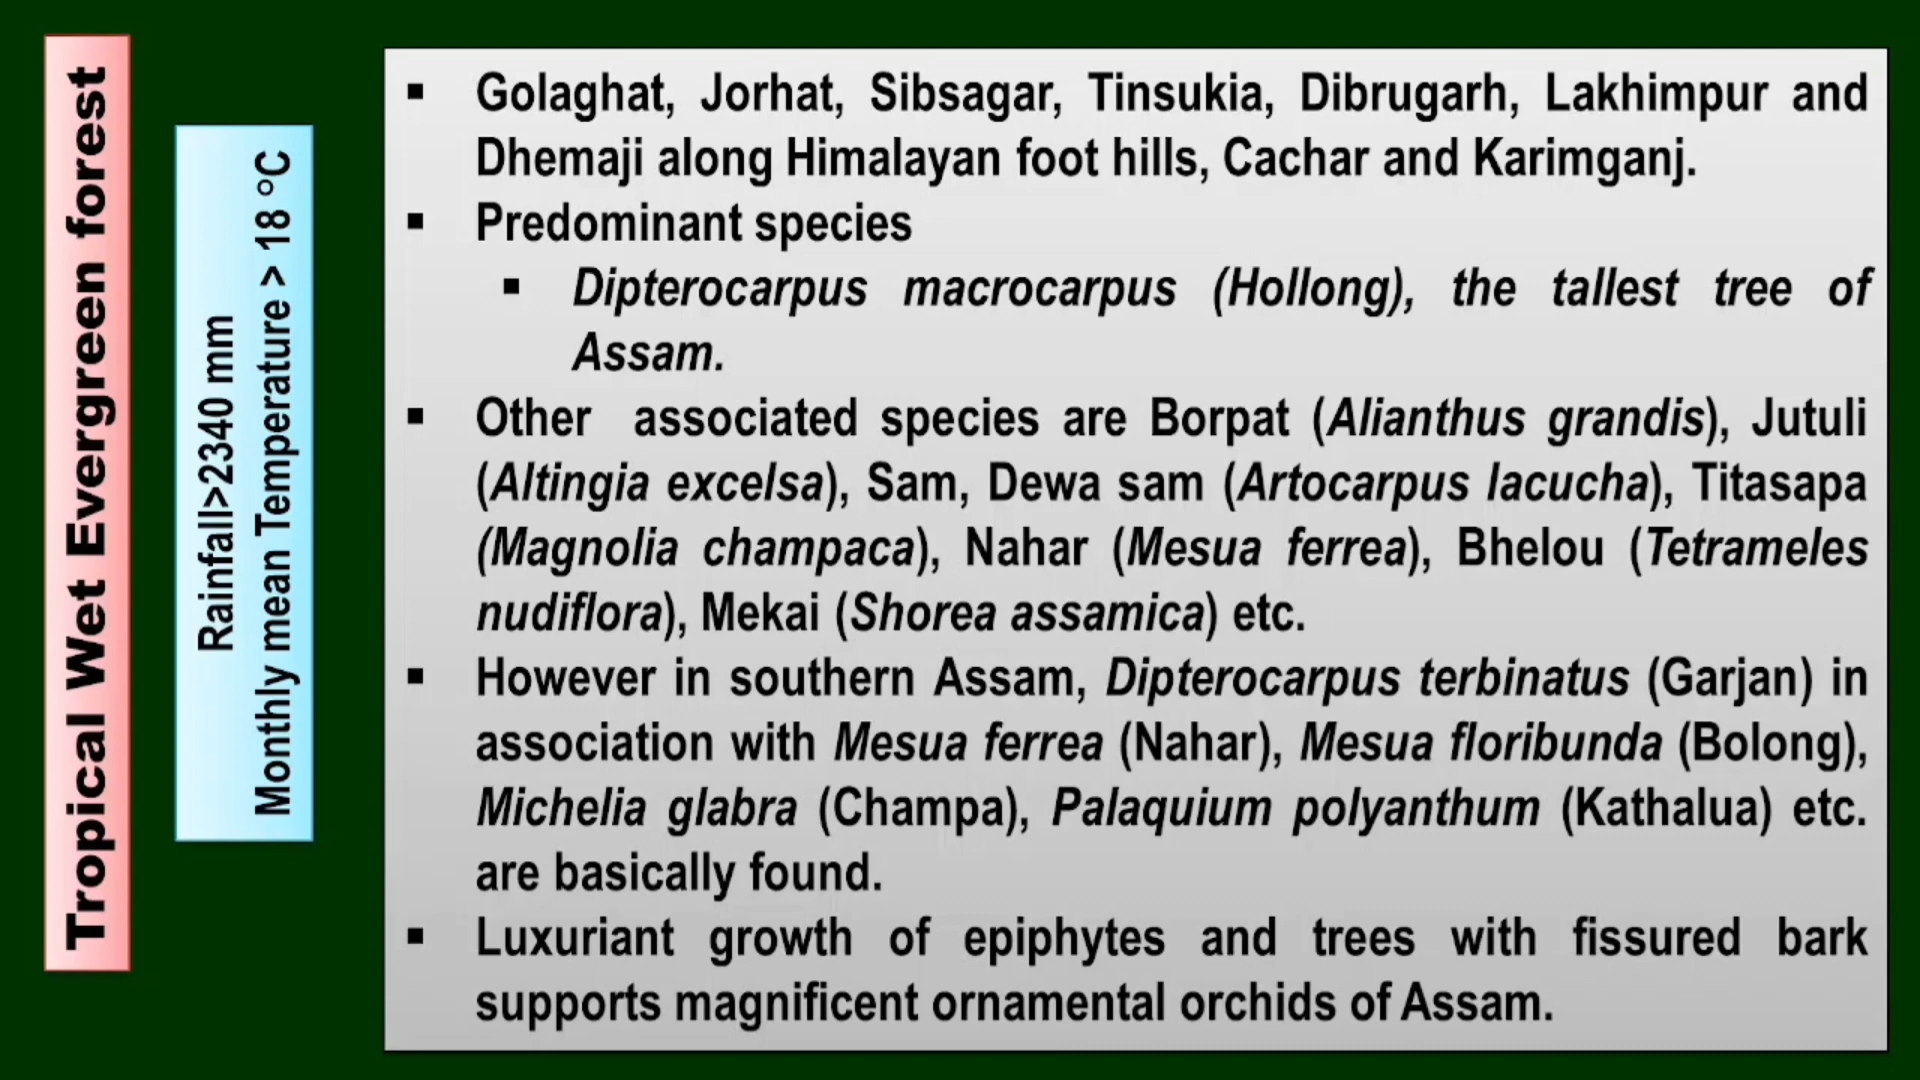 Tropical Wet Evergreen forest
Rainfall>2340 mm
Monthly mean Temperature > 18 °C
▪ Golaghat, Jorhat, Sibsagar, Tinsukia, Dibrugarh, Lakhimpur and
Dhemaji along Himalayan foot hills, Cachar and Karimganj.
▪ Predominant species
▪ Dipterocarpus macrocarpus (Hollong), the tallest tree of
Assam.
▪ Other associated species are Borpat (Alianthus grandis), Jutuli
(Altingia excelsa), Sam, Dewa sam (Artocarpus lacucha), Titasapa
(Magnolia champaca), Nahar (Mesua ferrea), Bhelou (Tetrameles
nudiflora), Mekai (Shorea assamica) etc.
▪ However in southern Assam, Dipterocarpus terbinatus (Garjan) in
association with Mesua ferrea (Nahar), Mesua floribunda (Bolong),
Michelia glabra (Champa), Palaquium polyanthum (Kathalua) etc.
are basically found.
▪ Luxuriant growth of epiphytes and trees with fissured bark
supports magnificent ornamental orchids of Assam.